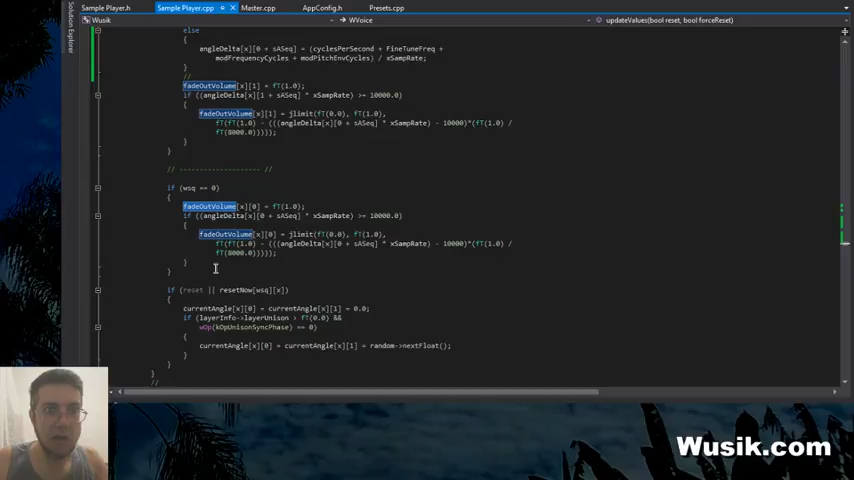 Sample Player.h
Sample Player.cpp
Master.cpp
AppConfig.h
Presets.cpp
Solution Explorer
Wusik
WVoice
updateValues(bool reset, bool forceReset)
else
{
angleDelta[x][0 + sASeq] = (cyclesPerSecond + FineTuneFreq +
modFrequencyCycles + modPitchEnvCycles) / xSampRate;
}
//
fadeOutVolume[x][1] = fT(1.0);
if ((angleDelta[x][1 + sASeq] * xSampRate) >= 10000.0)
{
fadeOutVolume[x][1] = jlimit(fT(0.0), fT(1.0),
fT(fT(1.0) - (((angleDelta[x][0 + sASeq] * xSampRate) - 10000)*(fT(1.0) /
fT(8000.0)))));
}
}
// -------------------- //
if (wsq == 0)
{
fadeOutVolume[x][0] = fT(1.0);
if ((angleDelta[x][0 + sASeq] * xSampRate) >= 10000.0)
{
fadeOutVolume[x][0] = jlimit(fT(0.0), fT(1.0),
fT(fT(1.0) - (((angleDelta[x][0 + sASeq] * xSampRate) - 10000)*(fT(1.0) /
fT(8000.0)))));
}
}
if (reset || resetNow[wsq][x])
{
currentAngle[x][0] = currentAngle[x][1] = 0.0;
if (layerInfo->layerUnison > fT(0.0) &&
wOp(kOpUnisonSyncPhase) == 0)
{
currentAngle[x][0] = currentAngle[x][1] = random->nextFloat();
}
}
}
//
Wusik.com